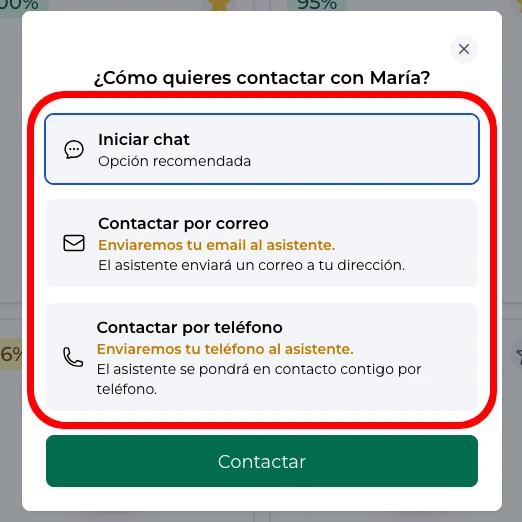 00%
95%
¿Cómo quieres contactar con María?
Iniciar chat
Opción recomendada
Contactar por correo
Enviaremos tu email al asistente.
El asistente enviará un correo a tu dirección.
6%
Contactar por teléfono
Enviaremos tu teléfono al asistente.
El asistente se pondrá en contacto contigo por
teléfono.
Contactar